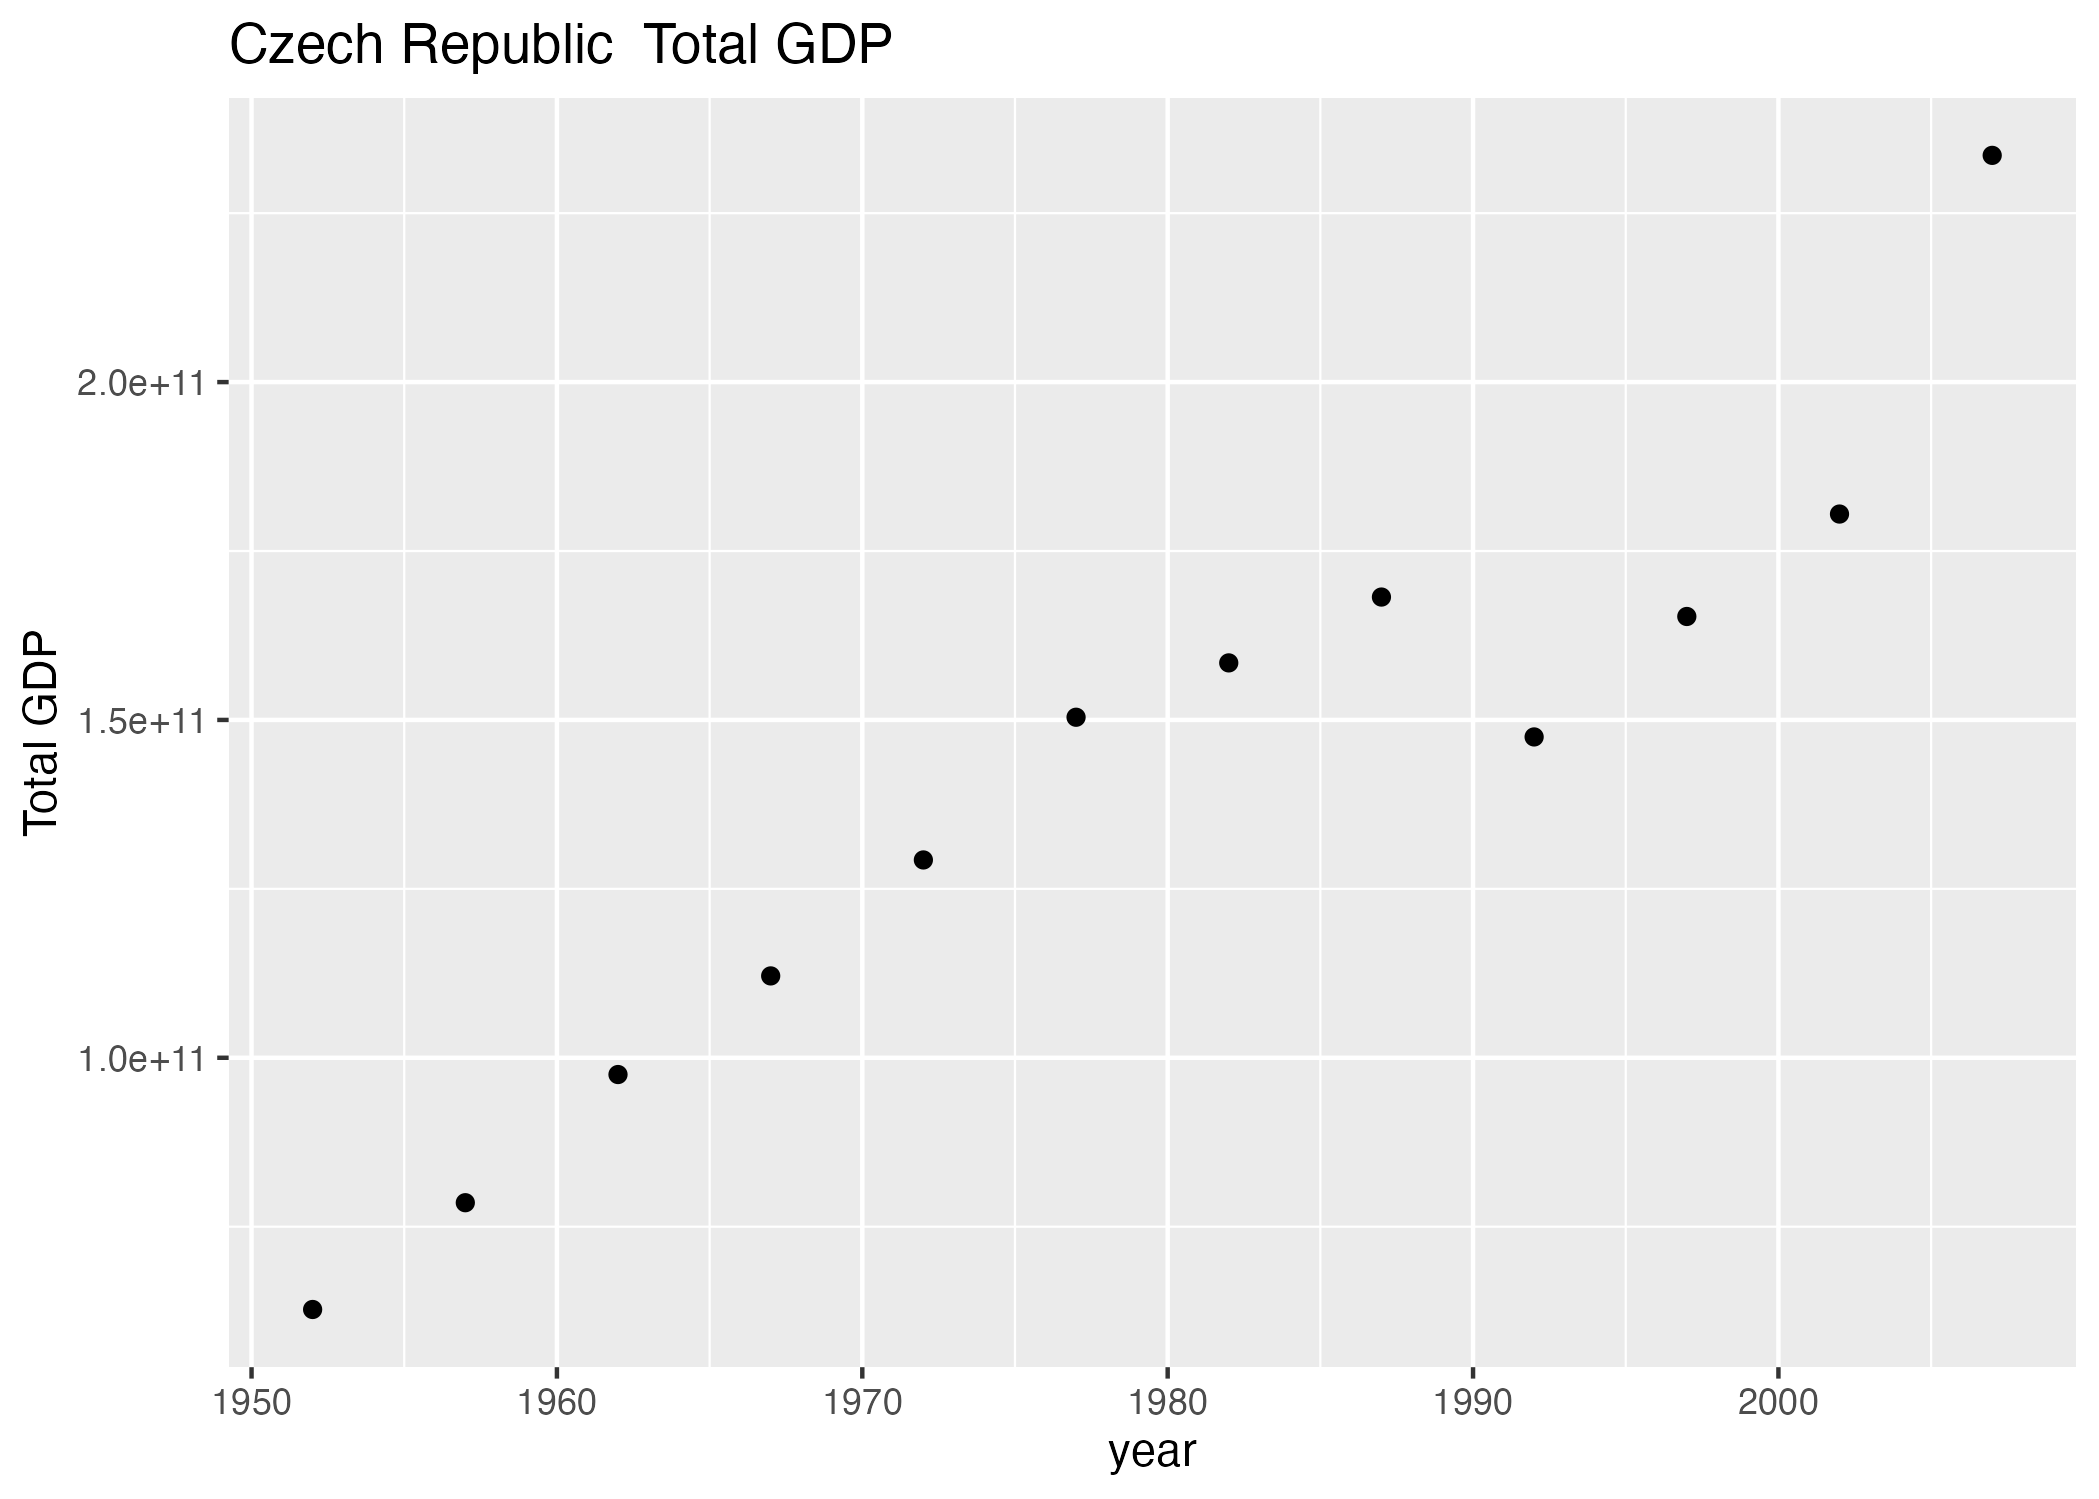 Czech Republic  Total GDP
Total GDP
2.0e+11
1.5e+11
1.0e+11
1950 1960 1970 1980 1990 2000
year